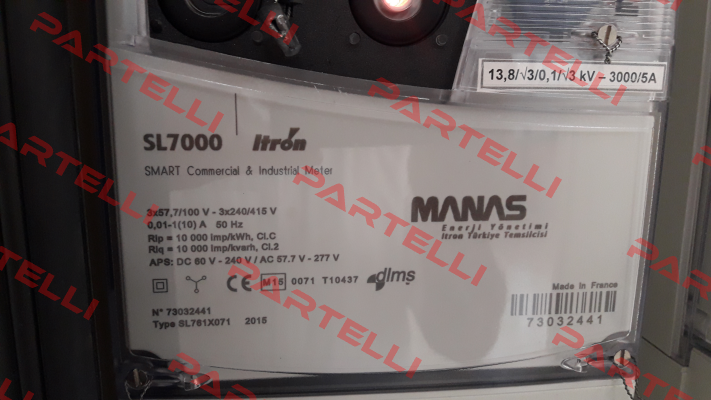 13,8/√3/0,1/√3 kV – 3000/5A
SL7000 Itron
SMART Commercial & Industrial Meter
3x57,7/100 V - 3x240/415 V
0,01-1(10) A 50 Hz
Rip = 10 000 imp/kWh, Cl.C
Riq = 10 000 imp/kvarh, Cl.2
APS: DC 60 V - 240 V / AC 57.7 V - 277 V
MANAS
Enerji Yönetimi
Itron Türkiye Temsilcisi
CE M15 0071 T10437 dlms
N° 73032441
Type SL781X071 2015
Made in France
73032441
PARTELLI
PARTELLI
PARTELLI
PARTELLI
PARTELLI
PARTELLI
PARTELLI